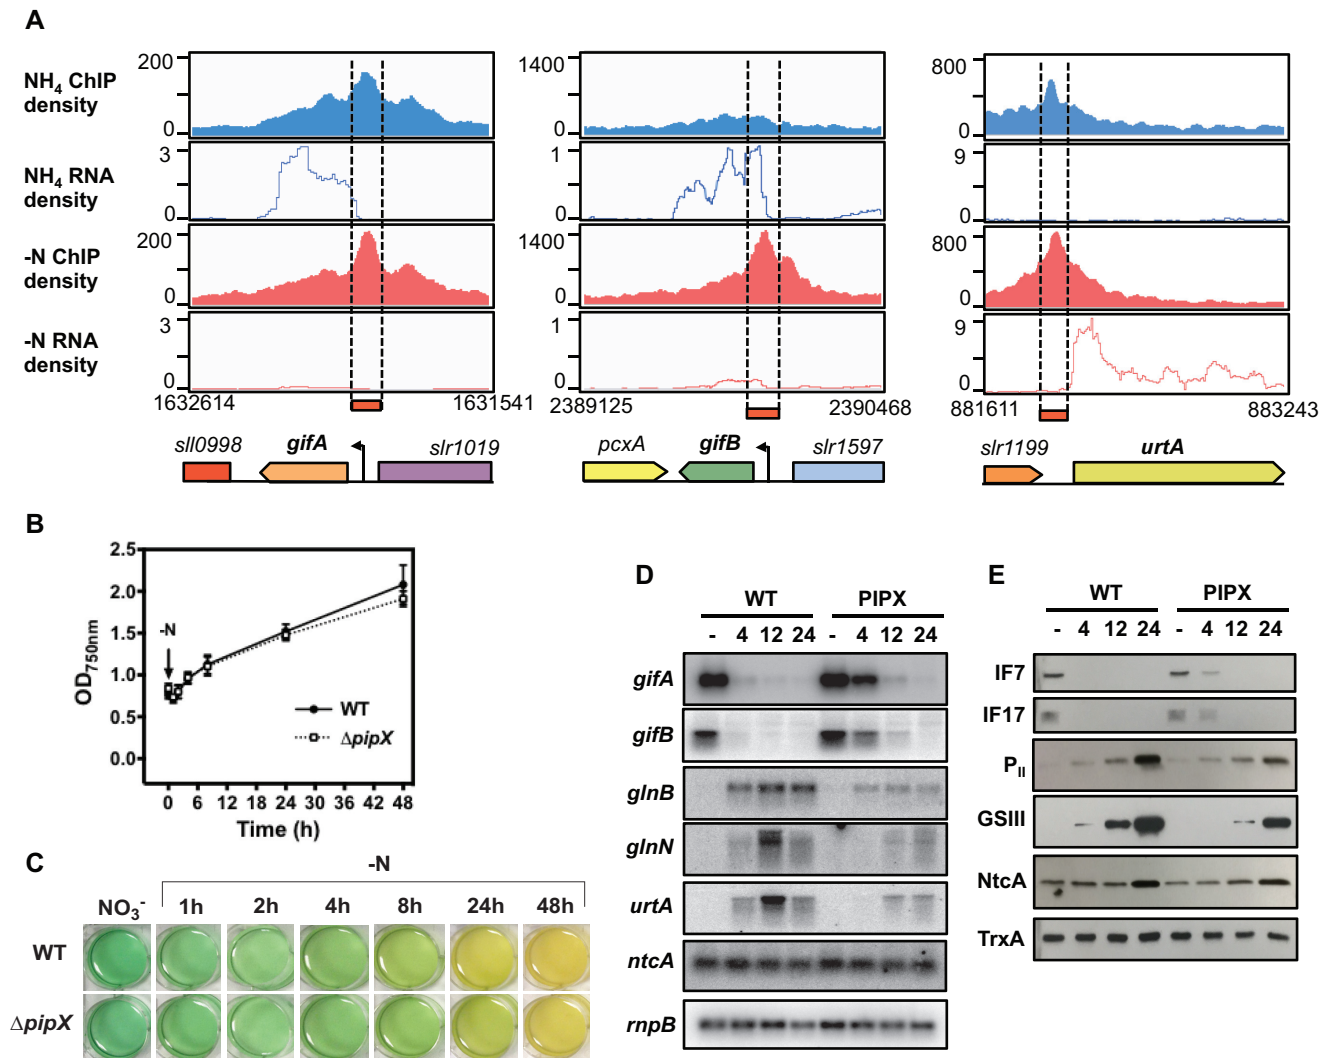 A
NH4 ChIP density
200
0
1400
0
800
0
NH4 RNA density
3
0
1
0
9
0
-N ChIP density
200
0
1400
0
800
0
-N RNA density
3
0
1
0
9
0
1632614 1631541 2389125 2390468 881611 883243
sll0998 gifA slr1019 pcxA gifB slr1597 slr1199 urtA
B
OD750nm
2.5
2.0
1.5
1.0
0.5
0.0
-N
WT
ΔpipX
0 6 12 18 24 30 36 42 48
Time (h)
C
-N
NO3- 1h 2h 4h 8h 24h 48h
WT
ΔpipX
D
WT PIPX
- 4 12 24 - 4 12 24
gifA
gifB
glnB
glnN
urtA
ntcA
rnpB
E
WT PIPX
- 4 12 24 - 4 12 24
IF7
IF17
PII
GSIII
NtcA
TrxA